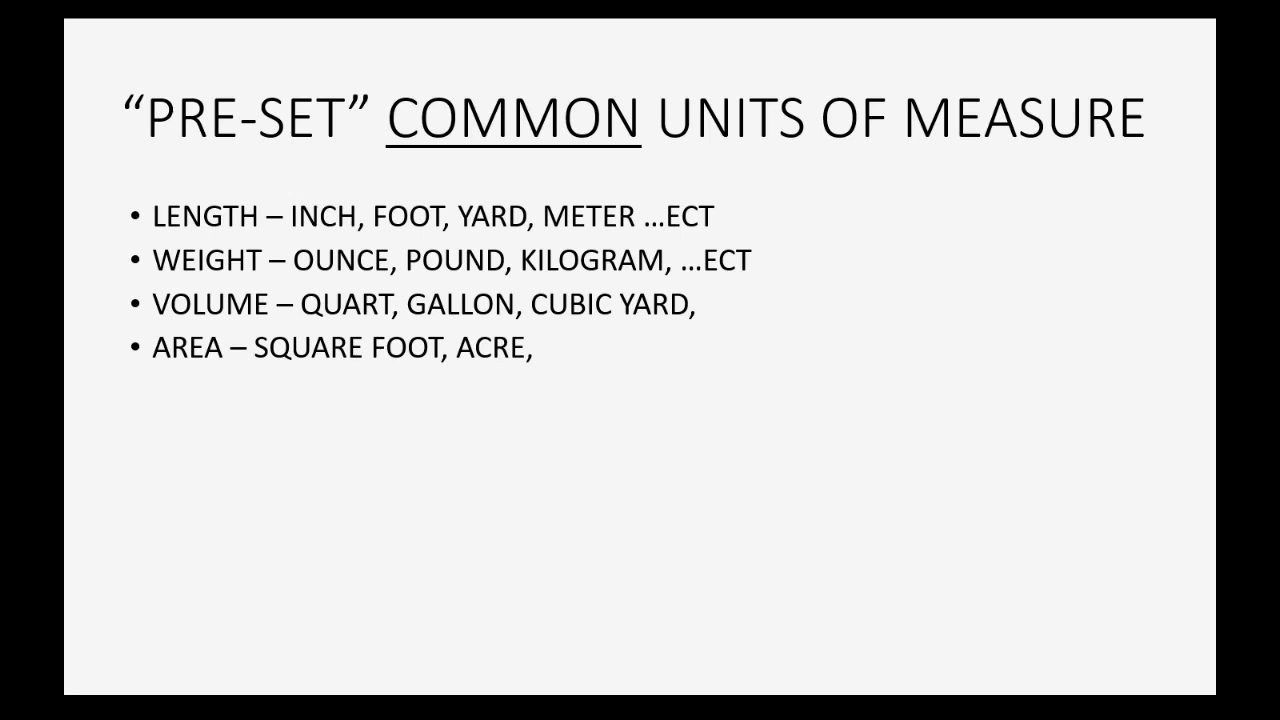 “PRE-SET” COMMON UNITS OF MEASURE
• LENGTH – INCH, FOOT, YARD, METER …ECT
• WEIGHT – OUNCE, POUND, KILOGRAM, …ECT
• VOLUME – QUART, GALLON, CUBIC YARD,
• AREA – SQUARE FOOT, ACRE,